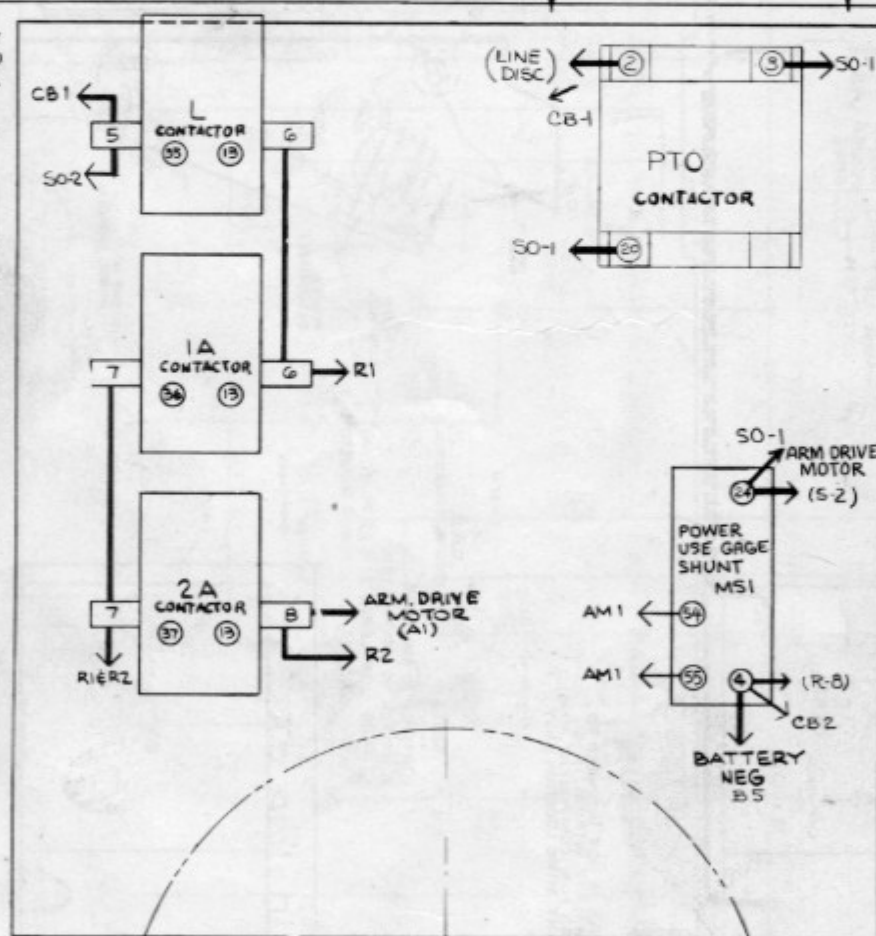 CB1
5
SO-2
L
CONTACTOR
35 13
6
7
1A
CONTACTOR
36 13
6
R1
7
R1&R2
2A
CONTACTOR
37 13
8
ARM. DRIVE
MOTOR
(A1)
R2
(LINE
DISC)
CB-1
2
3
SO-1
PTO
CONTACTOR
SO-1
20
SO-1
ARM DRIVE
MOTOR
(S-2)
24
POWER
USE GAGE
SHUNT
MS1
AM1
54
AM1
55
4
(R-8)
CB2
BATTERY
NEG
B5